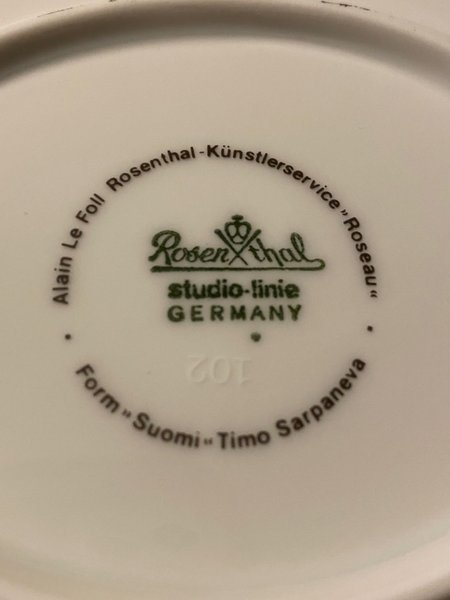 Alain Le Foll Rosenthal-Künstlerservice „Roseau“
Rosenthal
studio-linie
GERMANY
102
Form „Suomi“ Timo Sarpaneva